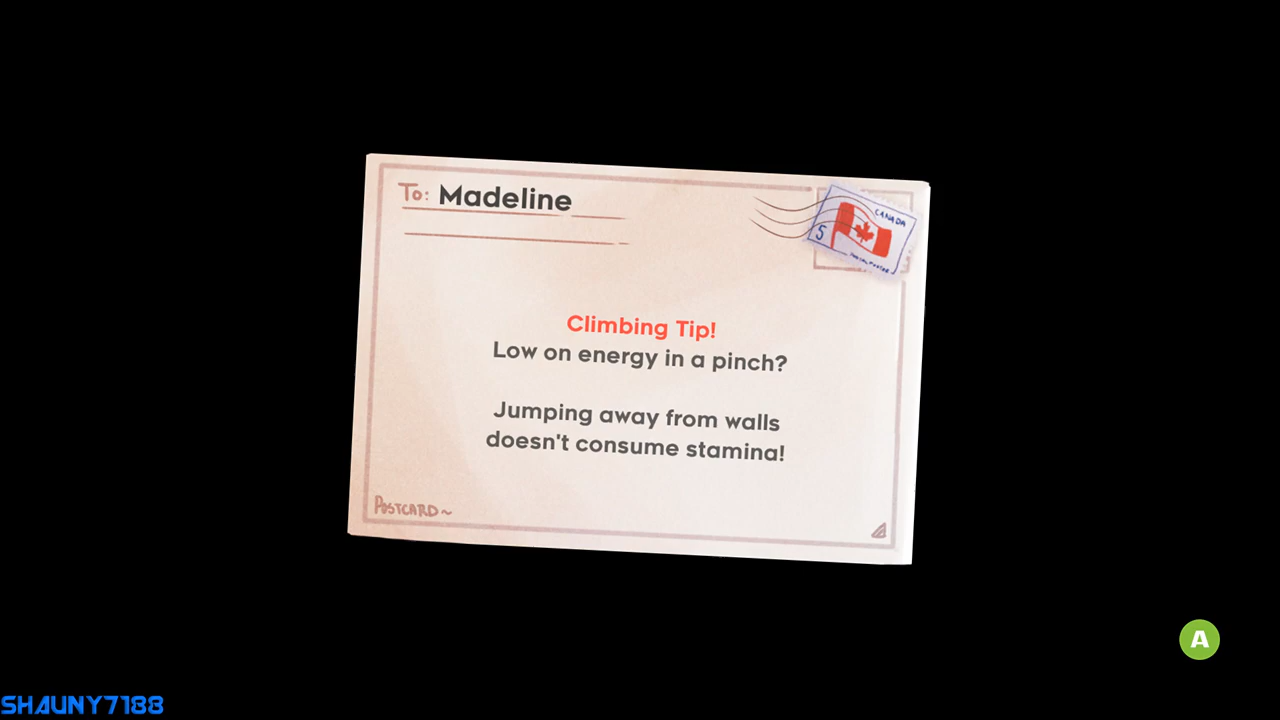 To: Madeline
CANADA
5
Climbing Tip!
Low on energy in a pinch?
Jumping away from walls
doesn't consume stamina!
POSTCARD~
A
SHAUNY7188